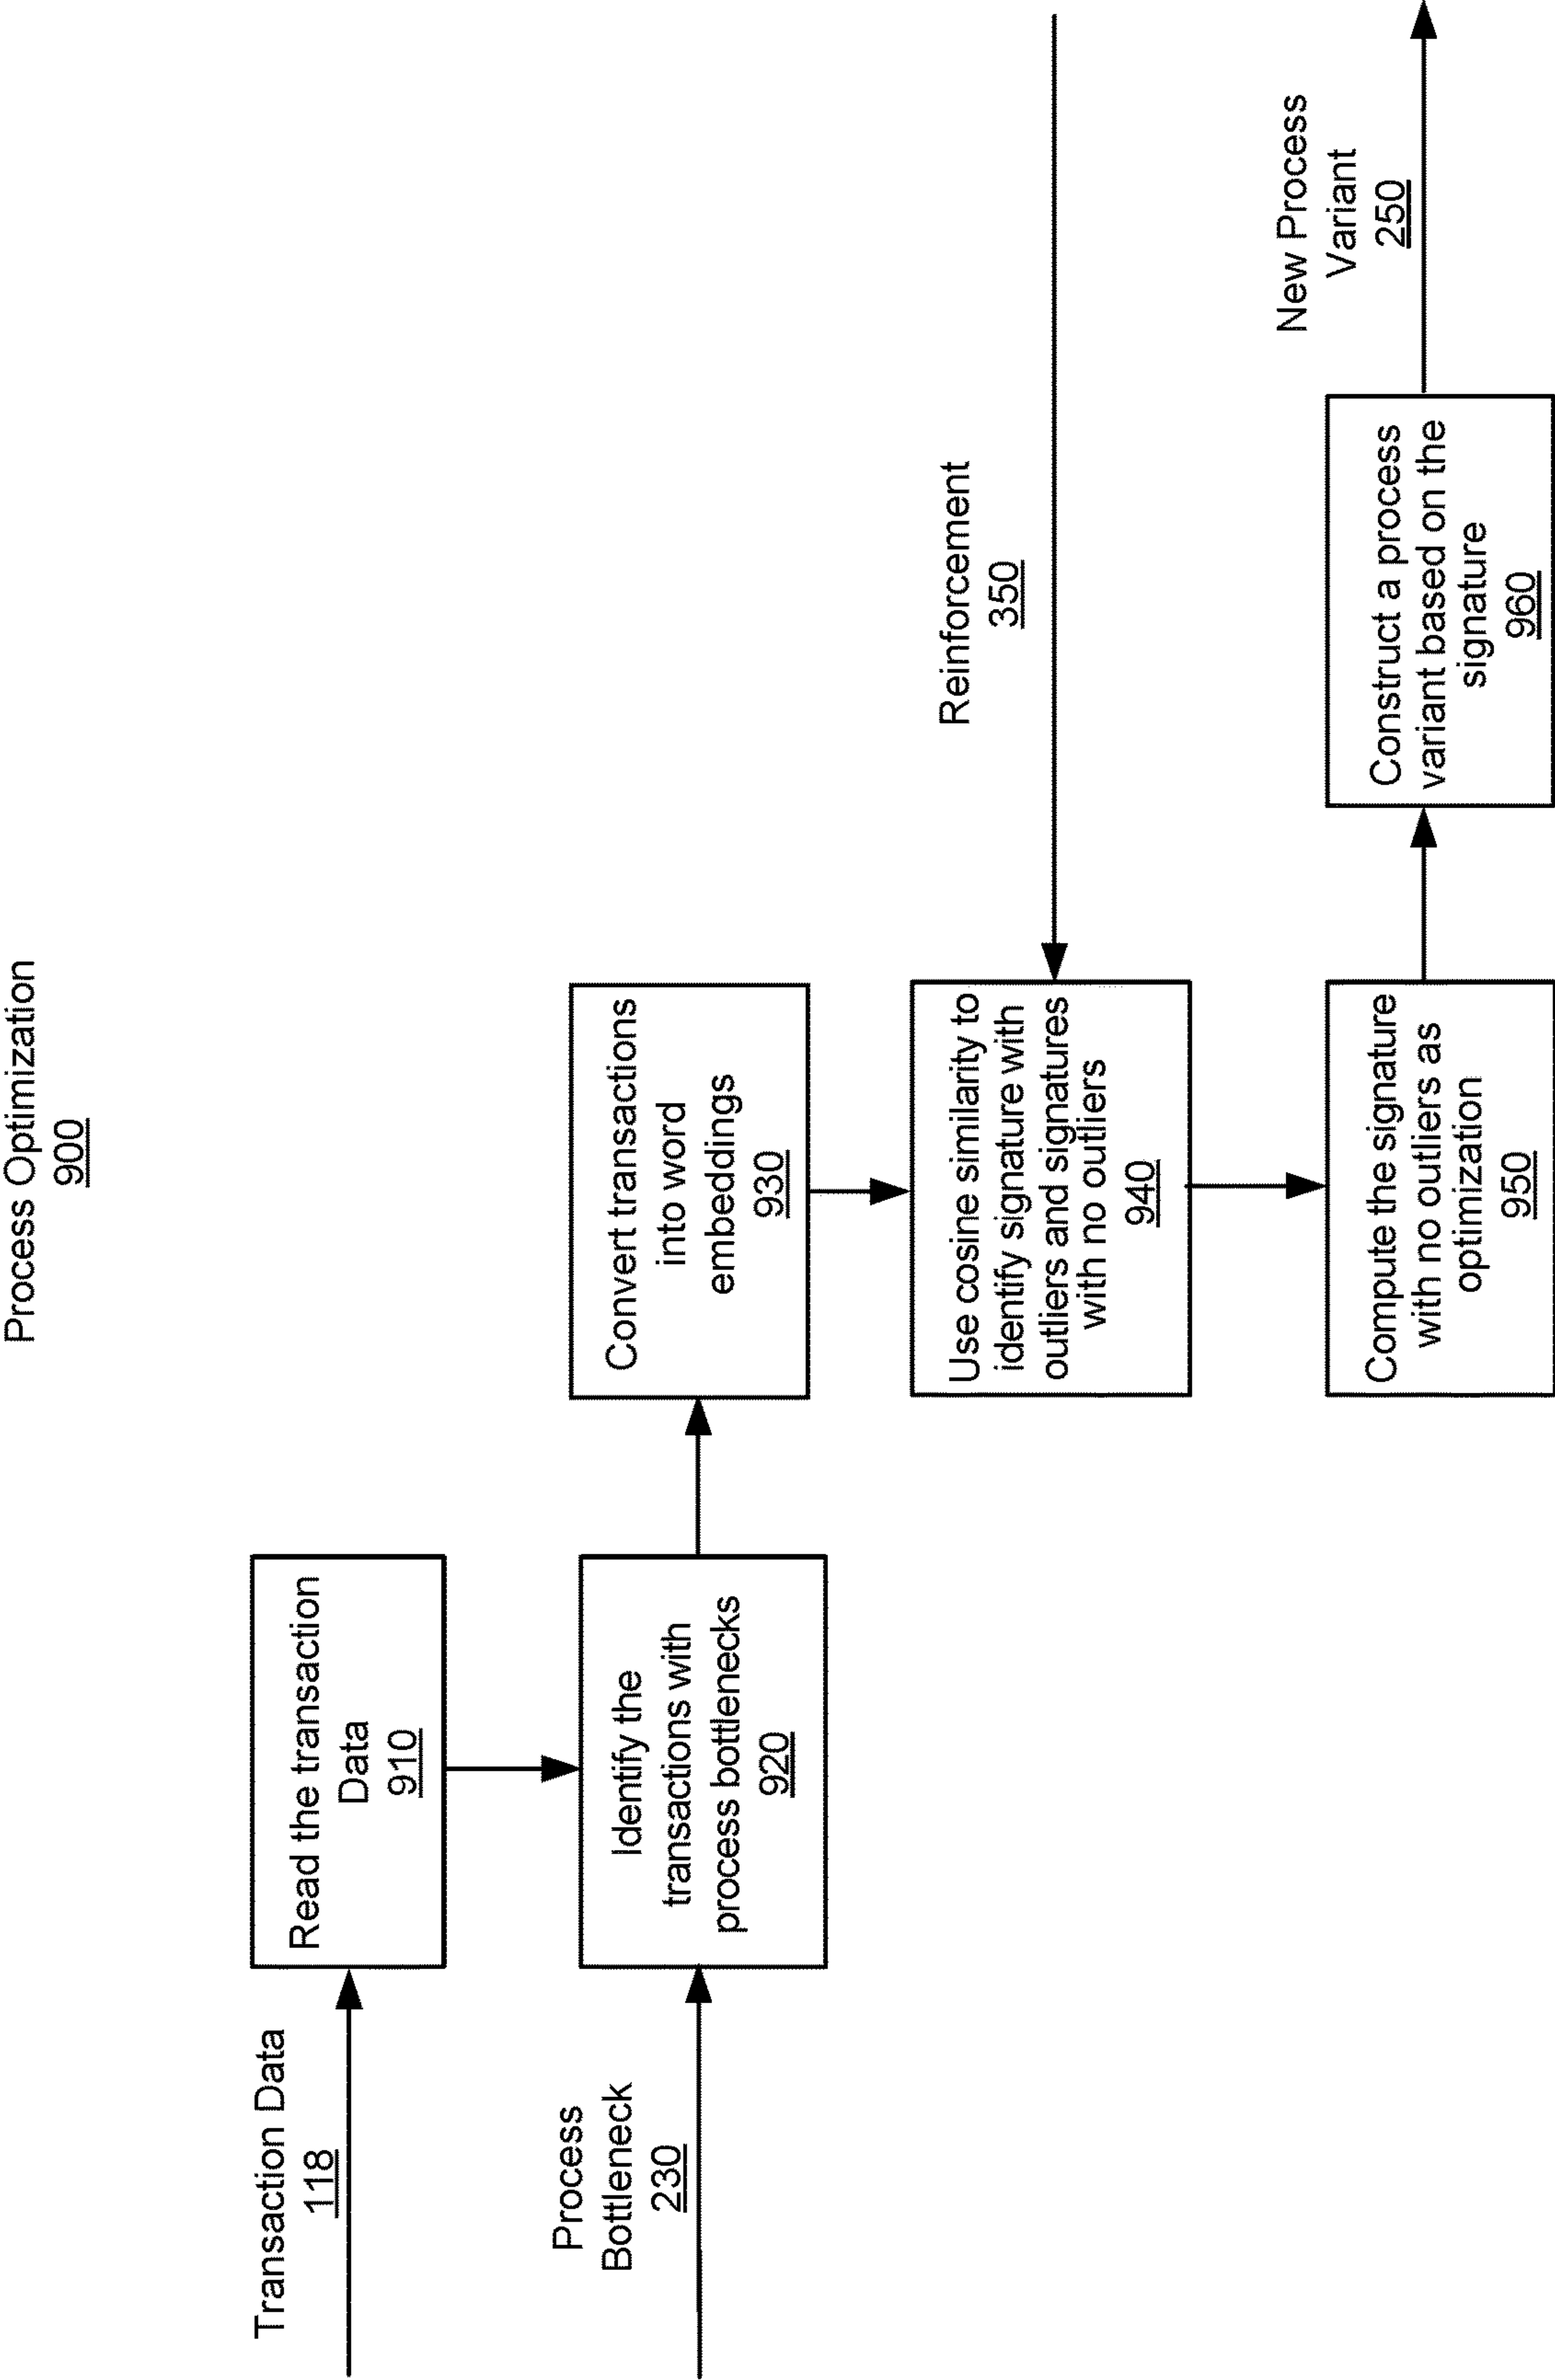 Process Optimization
900
Transaction Data
118
Read the transaction
Data
910
Process
Bottleneck
230
Identify the
transactions with
process bottlenecks
920
Convert transactions
into word
embeddings
930
Reinforcement
350
Use cosine similarity to
identify signature with
outliers and signatures
with no outliers
940
Compute the signature
with no outliers as
optimization
950
Construct a process
variant based on the
signature
960
New Process
Variant
250